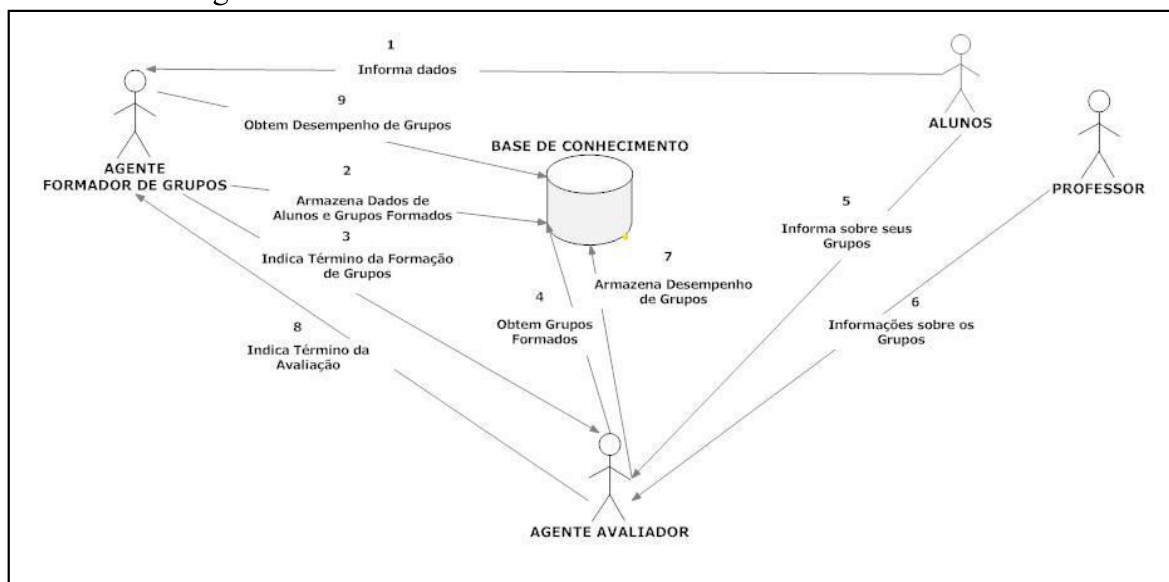 1
Informa dados
9
Obtem Desempenho de Grupos
ALUNOS
BASE DE CONHECIMENTO
AGENTE
FORMADOR DE GRUPOS
PROFESSOR
2
Armazena Dados de
Alunos e Grupos Formados
5
Informa sobre seus
Grupos
3
Indica Término da Formação
de Grupos
7
Armazena Desempenho
de Grupos
4
Obtem Grupos
Formados
6
Informações sobre os
Grupos
8
Indica Término da
Avaliação
AGENTE AVALIADOR